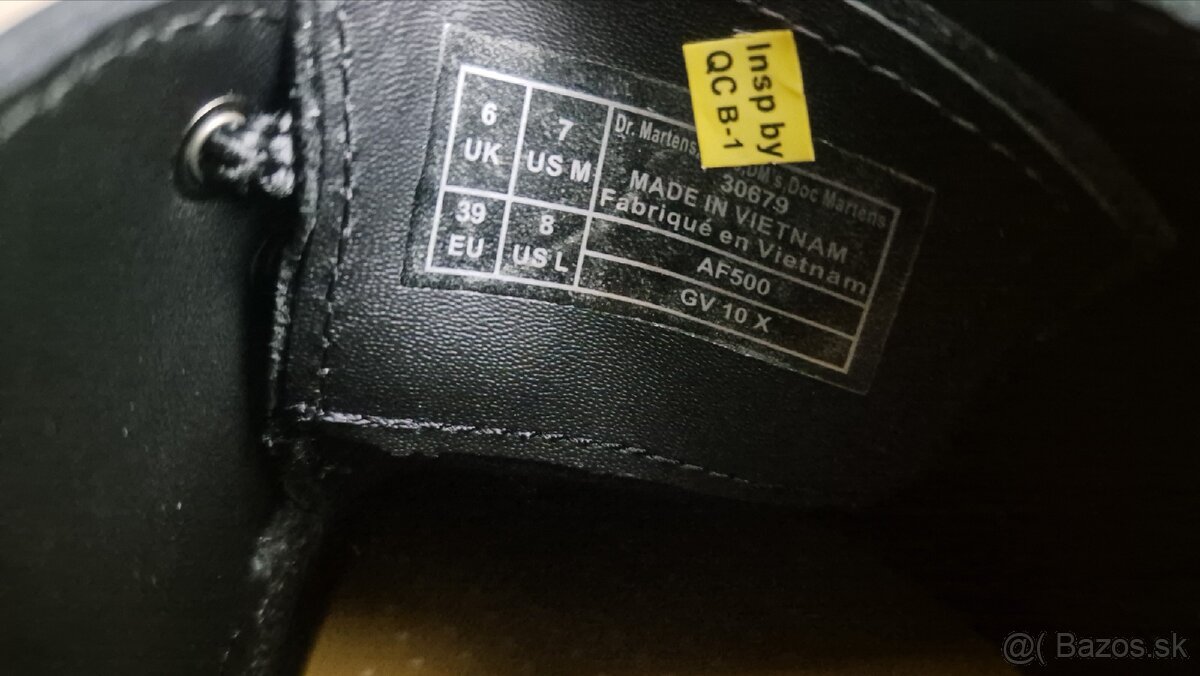 Insp by
QC B-1
6
UK
7
US M
39
EU
8
US L
Dr. Martens
,DM's,Doc Martens
30679
MADE IN VIETNAM
Fabriqué en Vietnam
AF500
GV 10 X
Bazos.sk